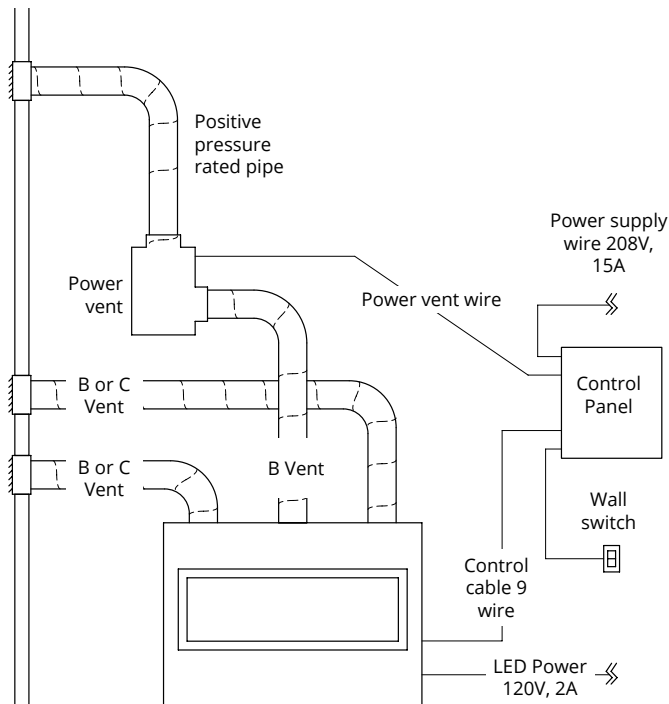 Positive
pressure
rated pipe
Power supply
wire 208V,
15A
Power
vent
Power vent wire
B or C
Vent
Control
Panel
B or C
Vent
B Vent
Wall
switch
Control
cable 9
wire
LED Power
120V, 2A